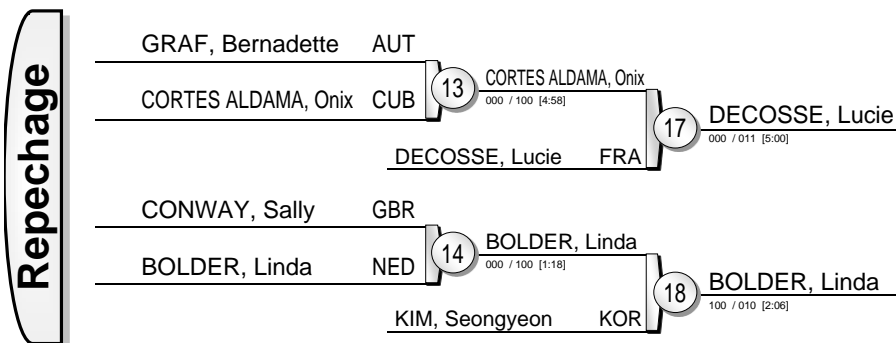 Repechage
GRAF, Bernadette AUT
CORTES ALDAMA, Onix CUB
13
CORTES ALDAMA, Onix
000 / 100 [4:58]
DECOSSE, Lucie FRA
17
DECOSSE, Lucie
000 / 011 [5:00]
CONWAY, Sally GBR
BOLDER, Linda NED
14
BOLDER, Linda
000 / 100 [1:18]
KIM, Seongyeon KOR
18
BOLDER, Linda
100 / 010 [2:06]